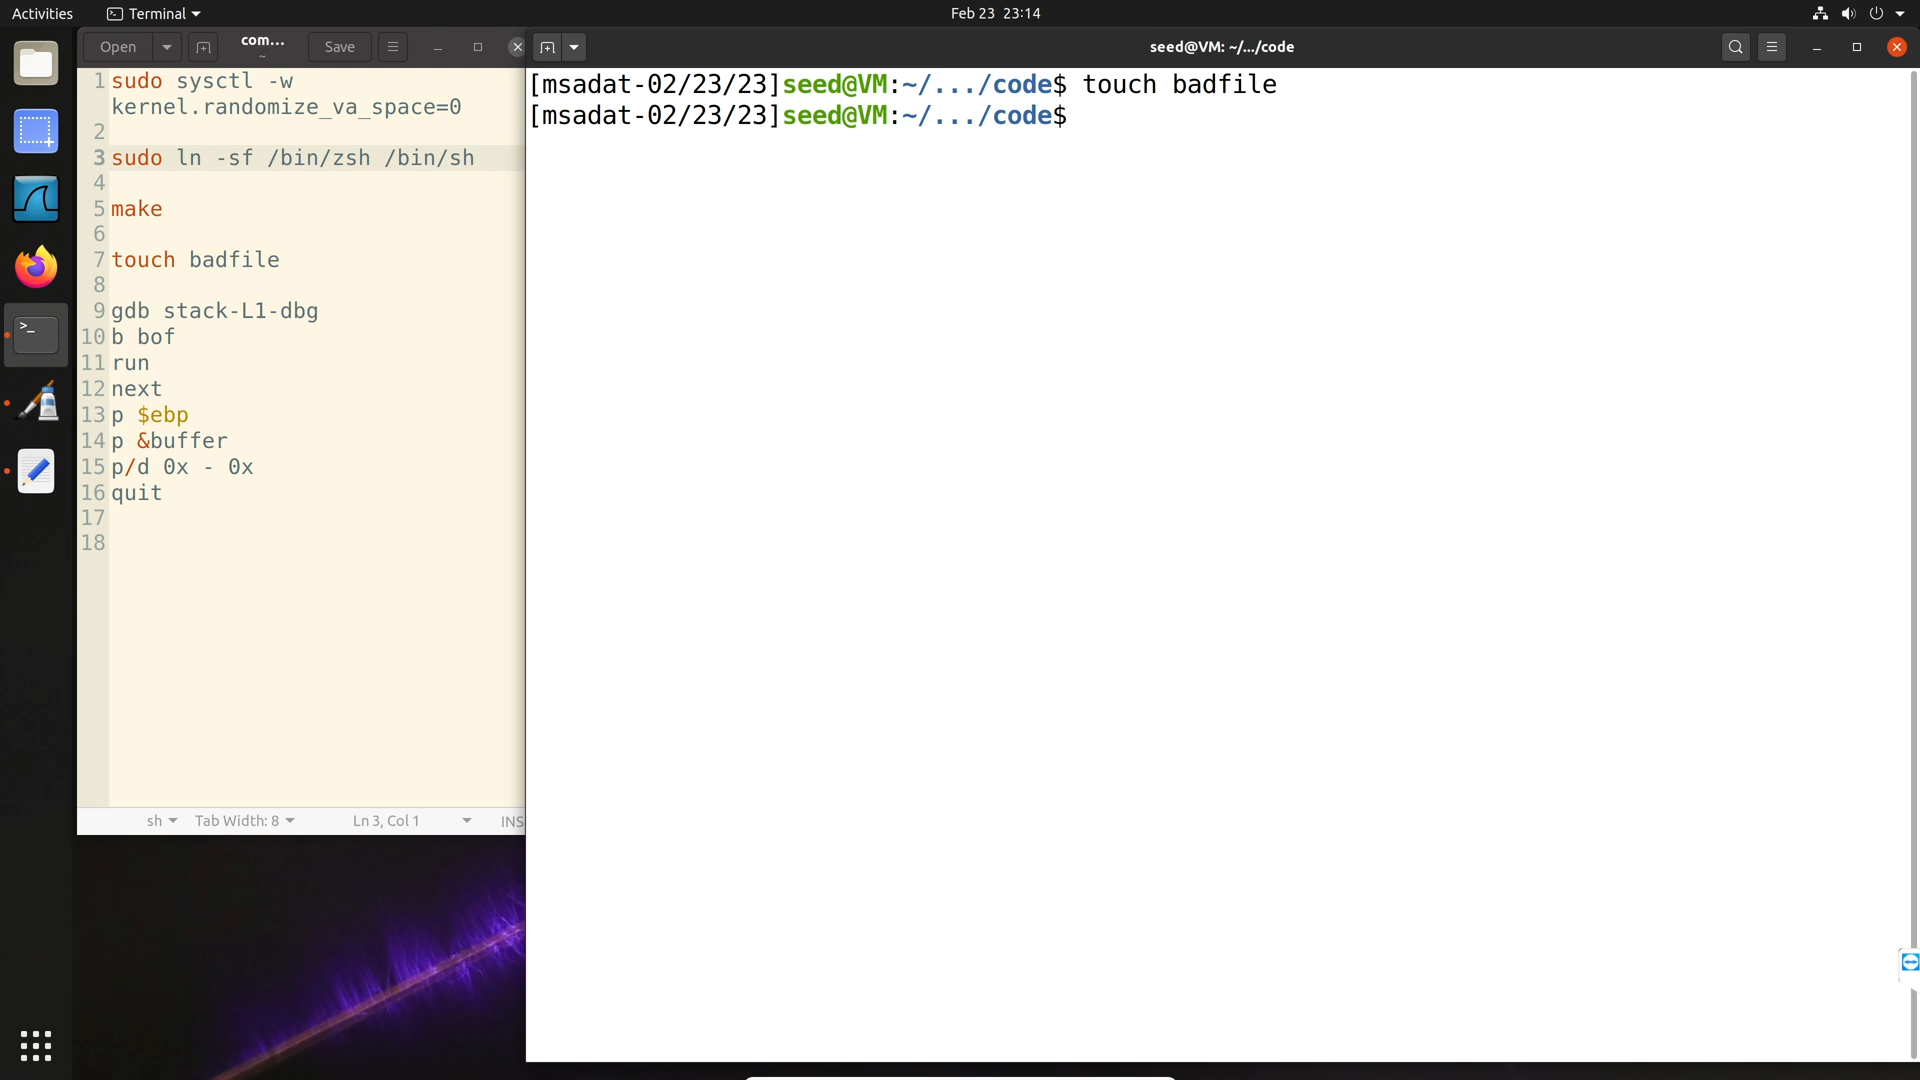 Activities Terminal Feb 23 23:14
Open com... Save
~
seed@VM: ~/.../code
1 sudo sysctl -w
kernel.randomize_va_space=0
2
3 sudo ln -sf /bin/zsh /bin/sh
4
5 make
6
7 touch badfile
8
9 gdb stack-L1-dbg
10 b bof
11 run
12 next
13 p $ebp
14 p &buffer
15 p/d 0x - 0x
16 quit
17
18
sh Tab Width: 8 Ln 3, Col 1 INS
[msadat-02/23/23]seed@VM:~/.../code$ touch badfile
[msadat-02/23/23]seed@VM:~/.../code$